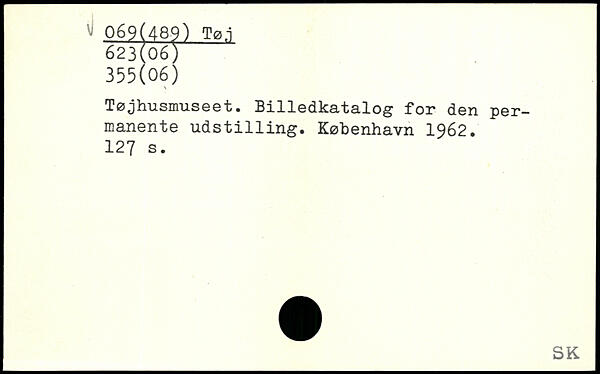 069(489) Tøj
623(06)
355(06)
Tøjhusmuseet. Billedkatalog for den per-
manente udstilling. København 1962.
127 s.
SK